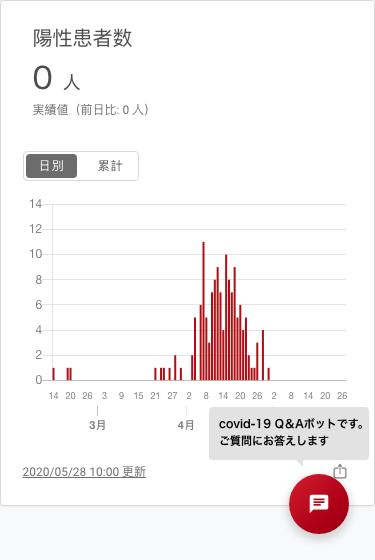 陽性患者数
0 人
実績値（前日比: 0 人）
日別 累計
14
12
10
8
6
4
2
0
14 20 26 3 9 15 21 27 2 8 14 20 26 2 8 14 20 26
3月 4月
covid-19 Q&Aボットです。
ご質問にお答えします
2020/05/28 10:00 更新